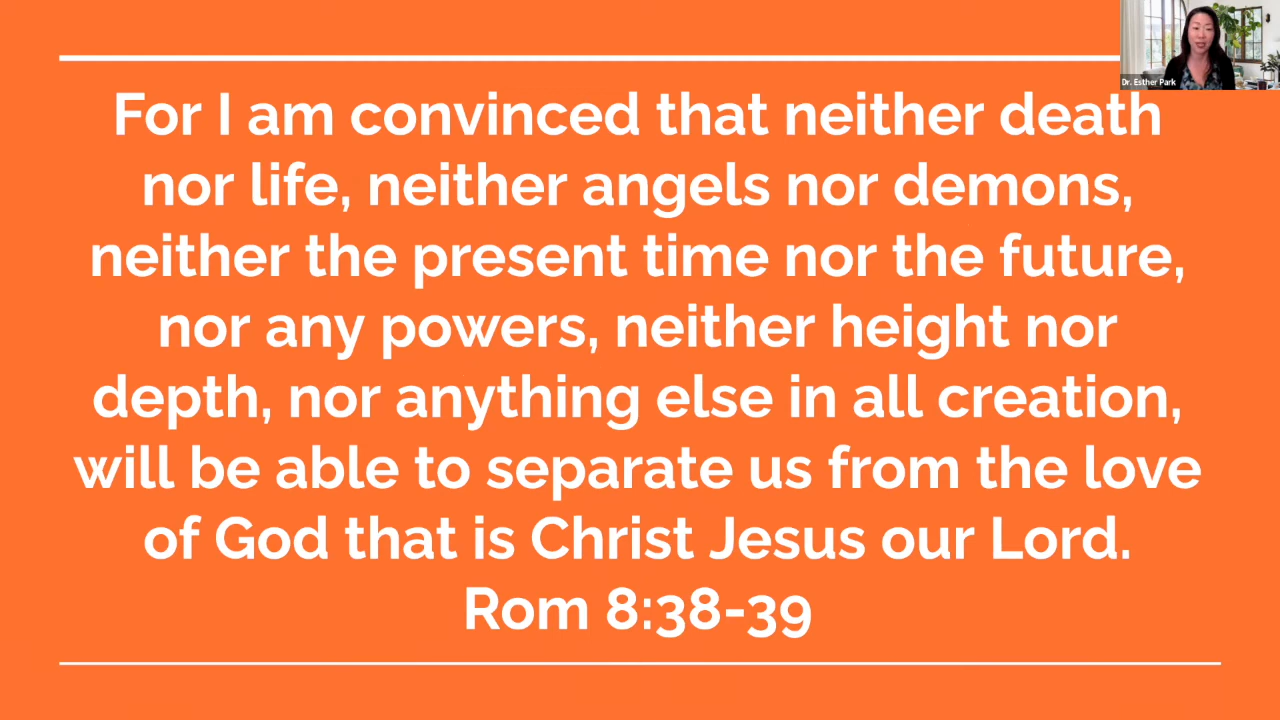 Dr. Esther Park
For I am convinced that neither death
nor life, neither angels nor demons,
neither the present time nor the future,
nor any powers, neither height nor
depth, nor anything else in all creation,
will be able to separate us from the love
of God that is Christ Jesus our Lord.
Rom 8:38-39